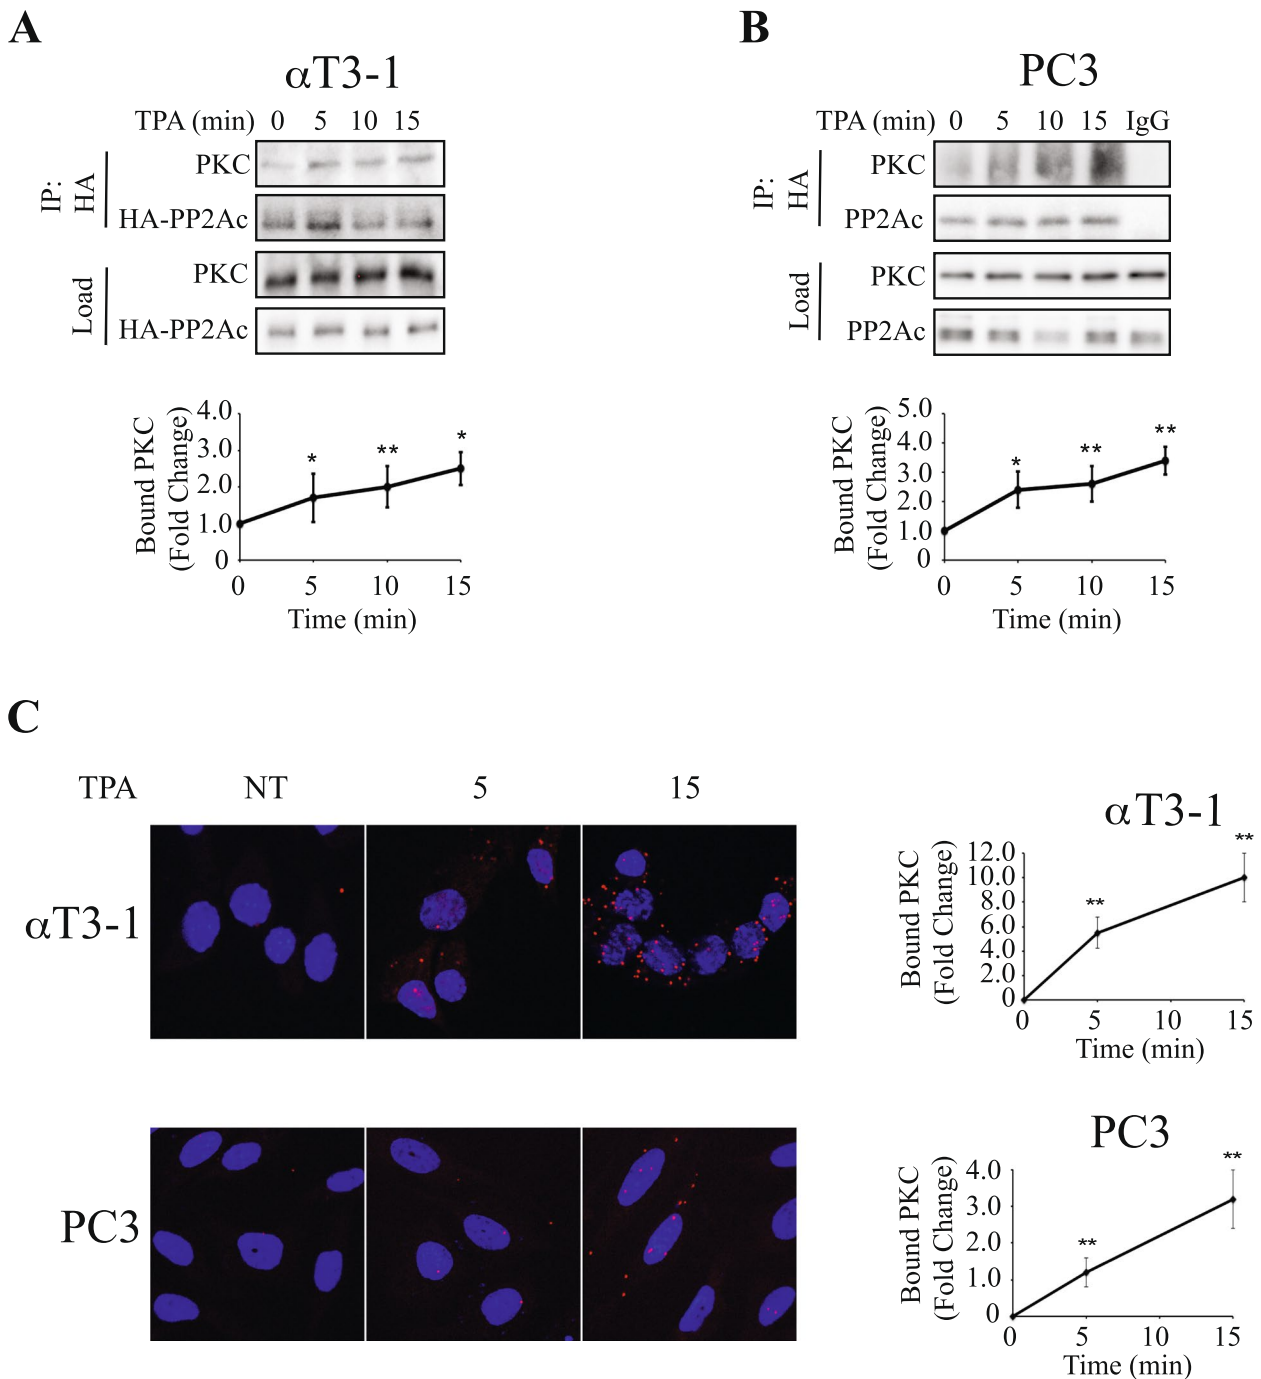 A
αT3-1
TPA (min) 0 5 10 15
IP: HA
PKC
HA-PP2Ac
Load
PKC
HA-PP2Ac
Bound PKC
(Fold Change)
4.0
3.0
2.0
1.0
0
*
**
*
0 5 10 15
Time (min)
B
PC3
TPA (min) 0 5 10 15 IgG
IP: HA
PKC
PP2Ac
Load
PKC
PP2Ac
Bound PKC
(Fold Change)
5.0
4.0
3.0
2.0
1.0
0
*
**
**
0 5 10 15
Time (min)
C
TPA NT 5 15
αT3-1
PC3
αT3-1
Bound PKC
(Fold Change)
12.0
10.0
8.0
6.0
4.0
2.0
0
**
**
0 5 10 15
Time (min)
PC3
Bound PKC
(Fold Change)
4.0
3.0
2.0
1.0
0
**
**
0 5 10 15
Time (min)